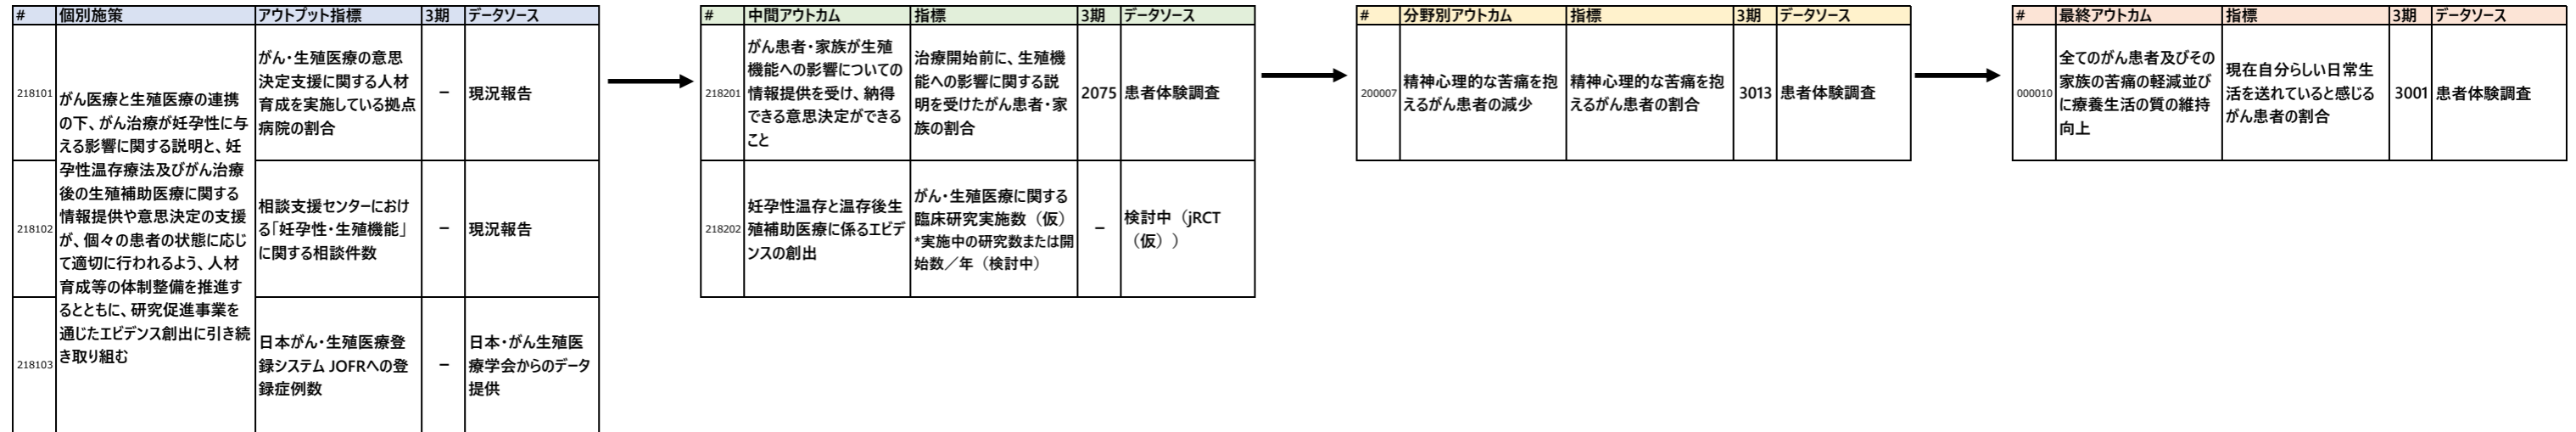 # 個別施策 アウトプット指標 3期 データソース
218101
がん医療と生殖医療の連携
の下、がん治療が妊孕性に与
える影響に関する説明と、妊
孕性温存療法及びがん治療
後の生殖補助医療に関する
情報提供や意思決定の支援
が、個々の患者の状態に応じ
て適切に行われるよう、人材
育成等の体制整備を推進す
るとともに、研究促進事業を
通じたエビデンス創出に引き続
き取り組む
がん・生殖医療の意思
決定支援に関する人材
育成を実施している拠点
病院の割合
－
現況報告
218102
相談支援センターにおけ
る「妊孕性・生殖機能」
に関する相談件数
－
現況報告
218103
日本がん・生殖医療登
録システム JOFRへの登
録症例数
－
日本・がん生殖医
療学会からのデータ
提供
# 中間アウトカム 指標 3期 データソース
218201
がん患者・家族が生殖
機能への影響についての
情報提供を受け、納得
できる意思決定ができる
こと
治療開始前に、生殖機
能への影響に関する説
明を受けたがん患者・家
族の割合
2075
患者体験調査
218202
妊孕性温存と温存後生
殖補助医療に係るエビデ
ンスの創出
がん・生殖医療に関する
臨床研究実施数（仮）
*実施中の研究数または開
始数／年（検討中）
－
検討中（jRCT
（仮））
# 分野別アウトカム 指標 3期 データソース
200007
精神心理的な苦痛を抱
えるがん患者の減少
精神心理的な苦痛を抱
えるがん患者の割合
3013
患者体験調査
# 最終アウトカム 指標 3期 データソース
000010
全てのがん患者及びその
家族の苦痛の軽減並び
に療養生活の質の維持
向上
現在自分らしい日常生
活を送れていると感じる
がん患者の割合
3001
患者体験調査